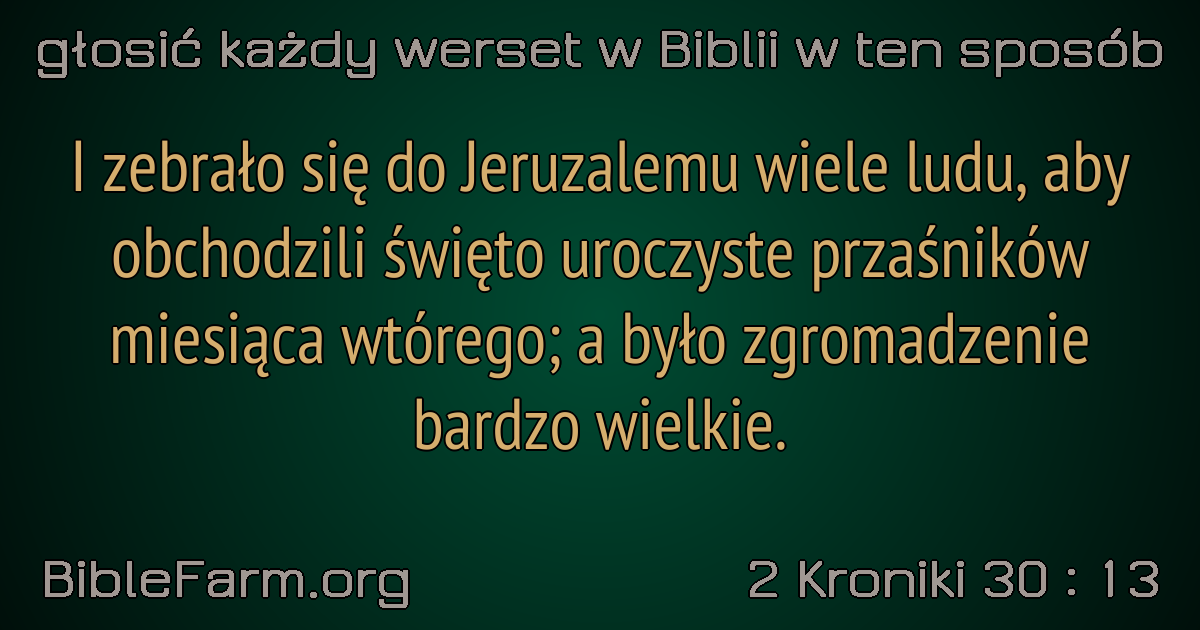 głosić każdy werset w Biblii w ten sposób
I zebrało się do Jeruzalemu wiele ludu, aby
obchodzili święto uroczyste przaśników
miesiąca wtórego; a było zgromadzenie
bardzo wielkie.
BibleFarm.org
2 Kroniki 30 : 13